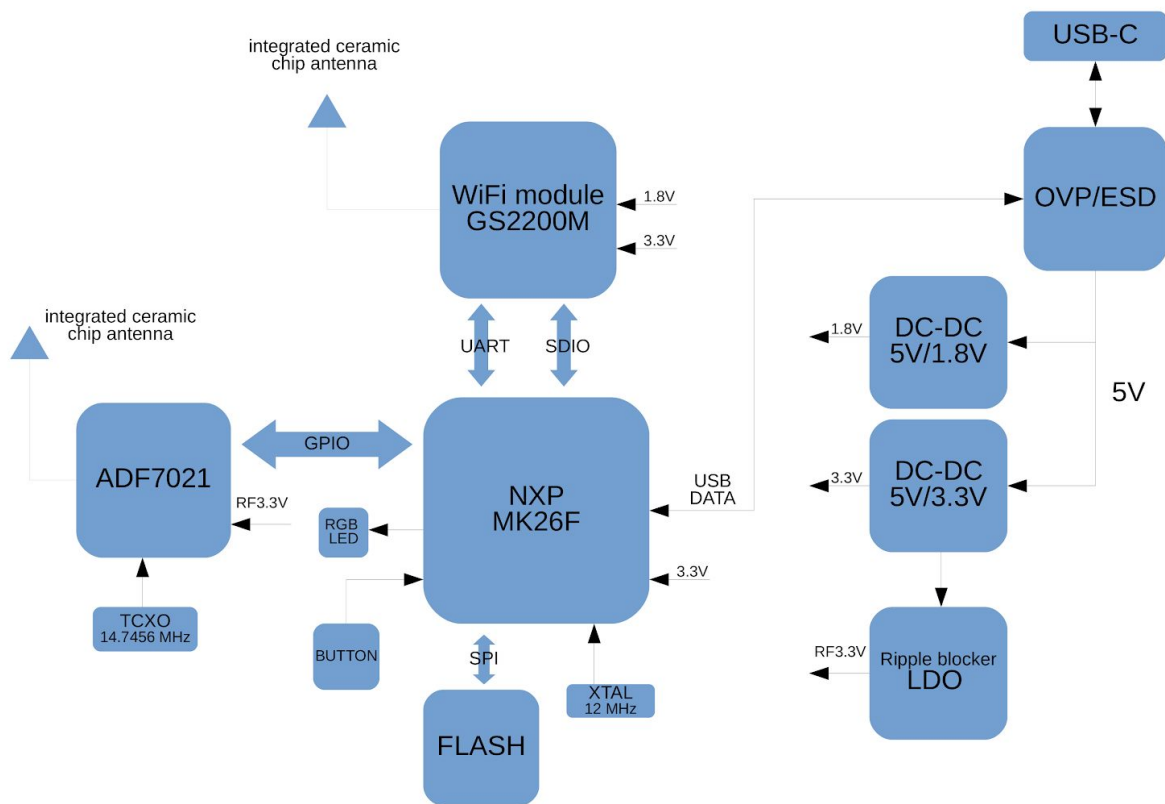 USB-C
integrated ceramic
chip antenna
WiFi module
GS2200M
1.8V
3.3V
OVP/ESD
integrated ceramic
chip antenna
UART
SDIO
1.8V
DC-DC
5V/1.8V
5V
ADF7021
GPIO
RF3.3V
RGB
LED
NXP
MK26F
USB
DATA
3.3V
3.3V
DC-DC
5V/3.3V
TCXO
14.7456 MHz
BUTTON
SPI
XTAL
12 MHz
FLASH
RF3.3V
Ripple blocker
LDO